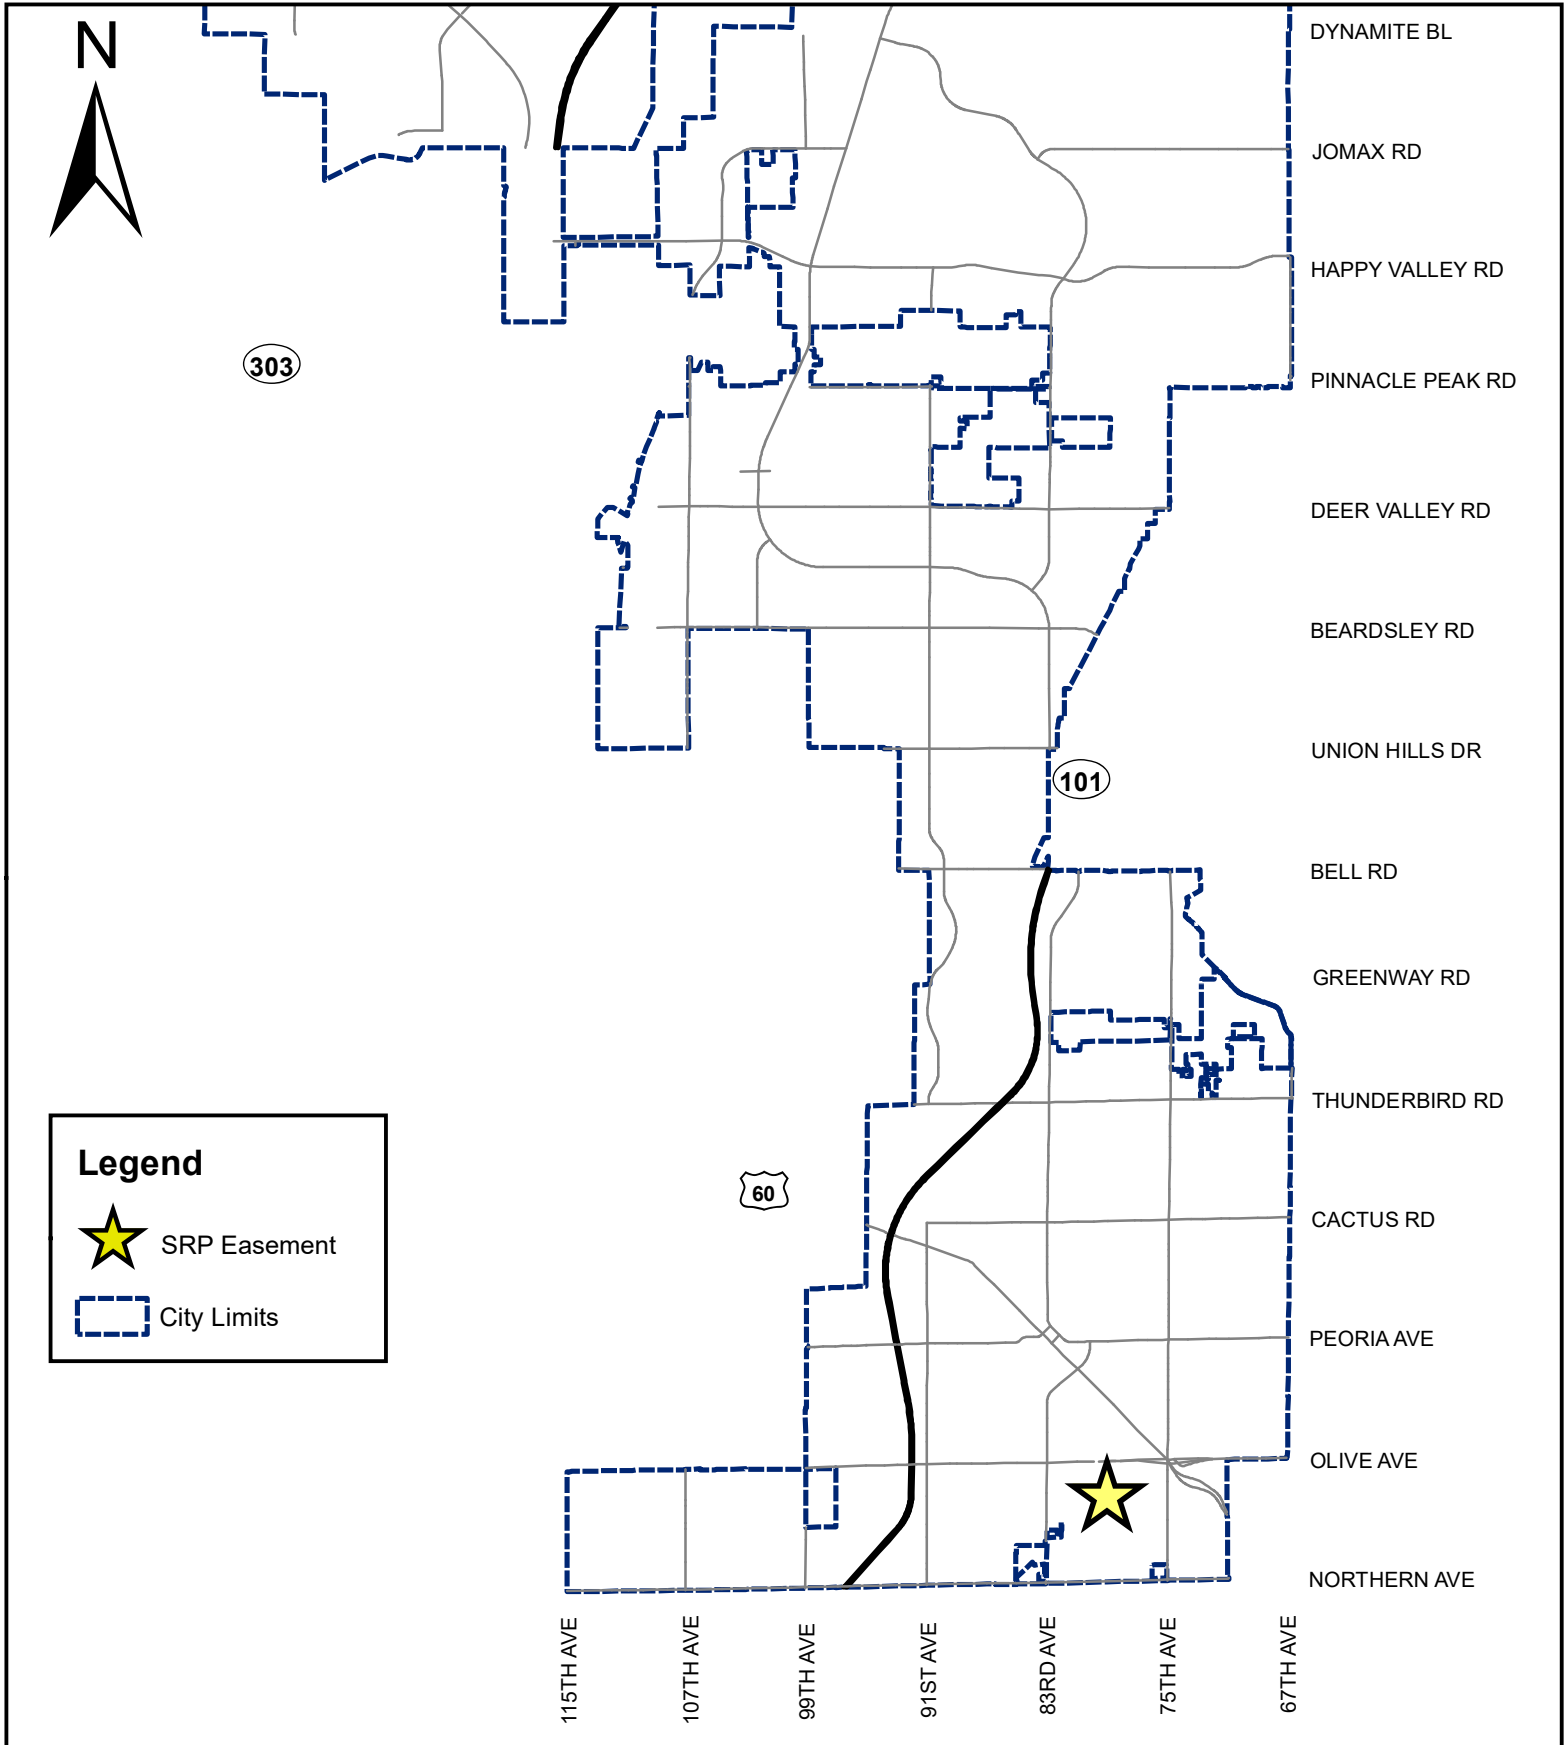 N
DYNAMITE BL
JOMAX RD
HAPPY VALLEY RD
303
PINNACLE PEAK RD
DEER VALLEY RD
BEARDSLEY RD
UNION HILLS DR
101
BELL RD
GREENWAY RD
THUNDERBIRD RD
Legend
60
SRP Easement
CACTUS RD
City Limits
PEORIA AVE
OLIVE AVE
NORTHERN AVE
115TH AVE
107TH AVE
99TH AVE
91ST AVE
83RD AVE
75TH AVE
67TH AVE